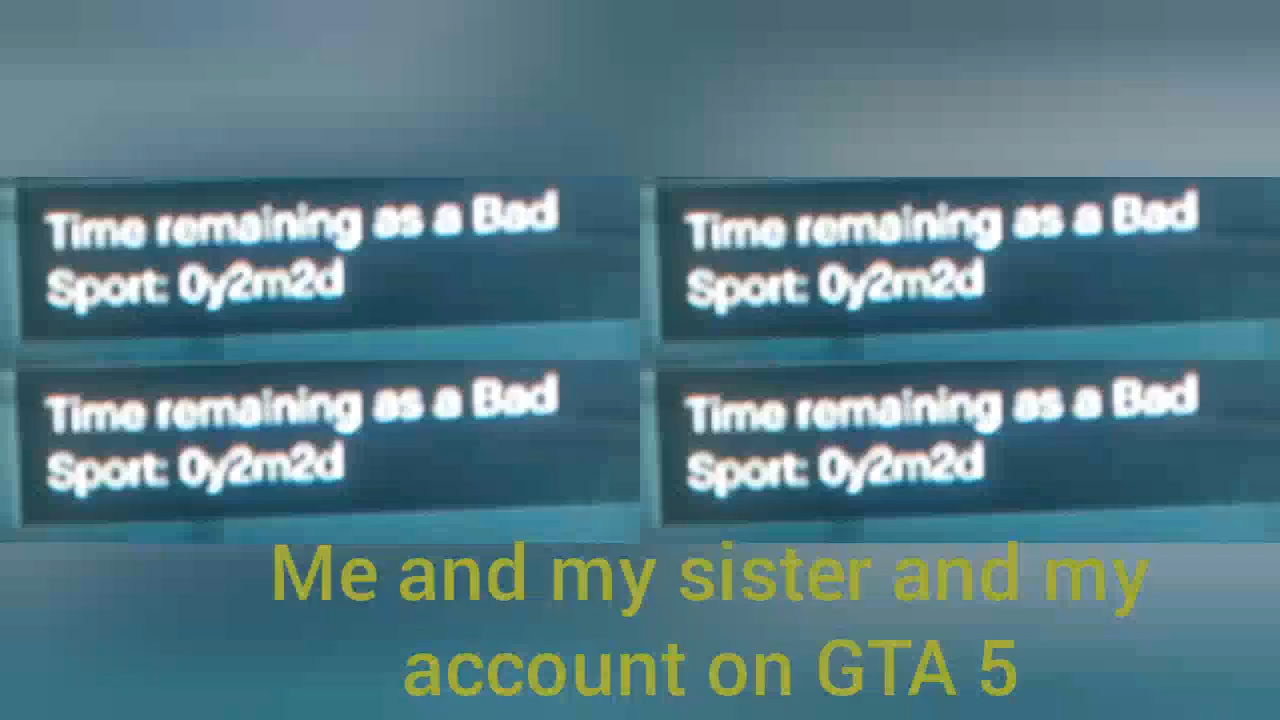 Time remaining as a Bad
Sport: 0y2m2d
Time remaining as a Bad
Sport: 0y2m2d
Time remaining as a Bad
Sport: 0y2m2d
Time remaining as a Bad
Sport: 0y2m2d
Me and my sister and my
account on GTA 5